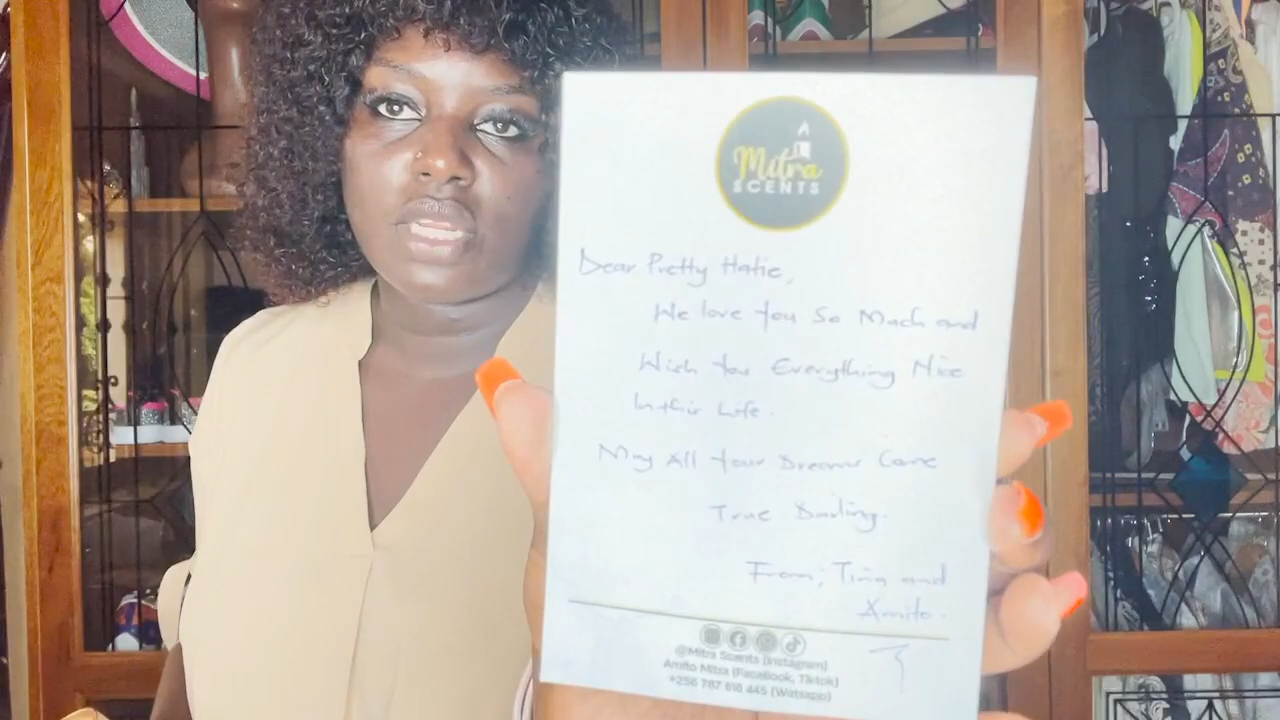 Mitra
SCENTS
Dear Pretty Hatie,
We love you So Much and
Wish You Everything Nice
In this Life.
May All Your Dreams Come
True Darling.
From; Tina and
Amito.
@Mitra Scents (Instagram)
Amito Mitra (Facebook, Tiktok)
+256 787 616 445 (Watsapp)